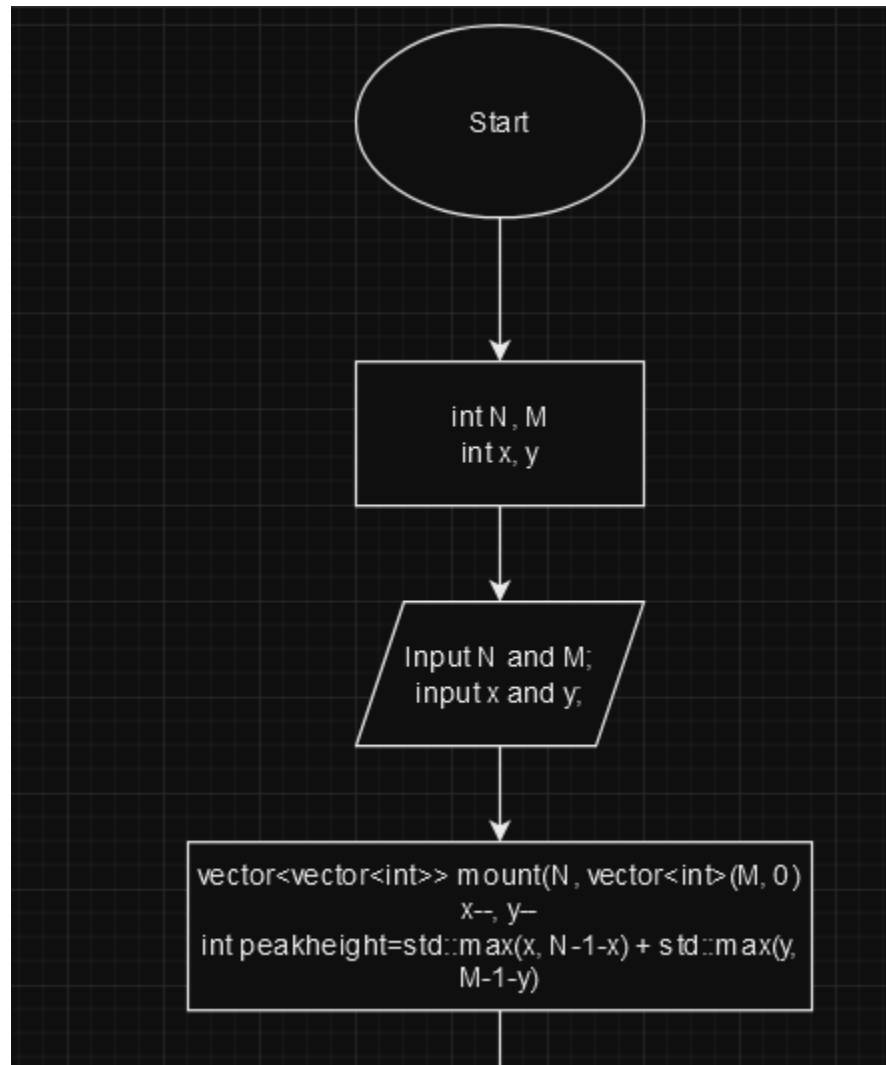 Start
int N, M
int x, y
Input N and M;
input x and y;
vector<vector<int>> mount(N, vector<int>(M, 0)
x--, y--
int peakheight=std::max(x, N-1-x) + std::max(y,
M-1-y)